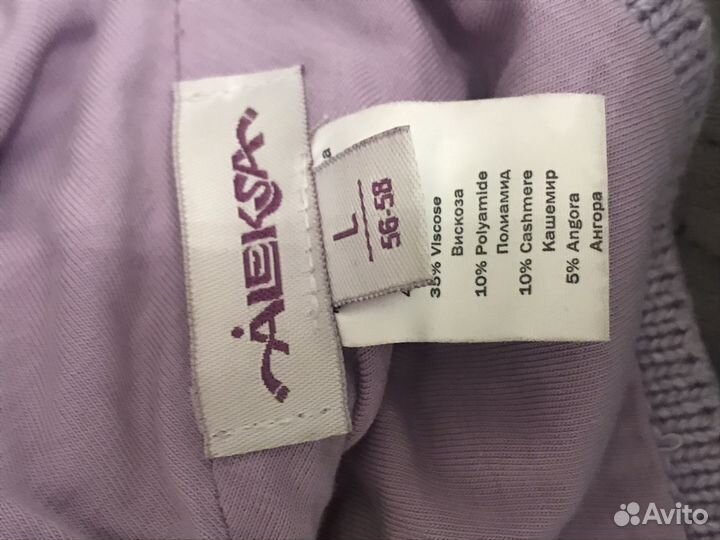 ALEKSA
L
56-58
35% Viscose
Вискоза
10% Polyamide
Полиамид
10% Cashmere
Кашемир
5% Angora
Ангора
Avito